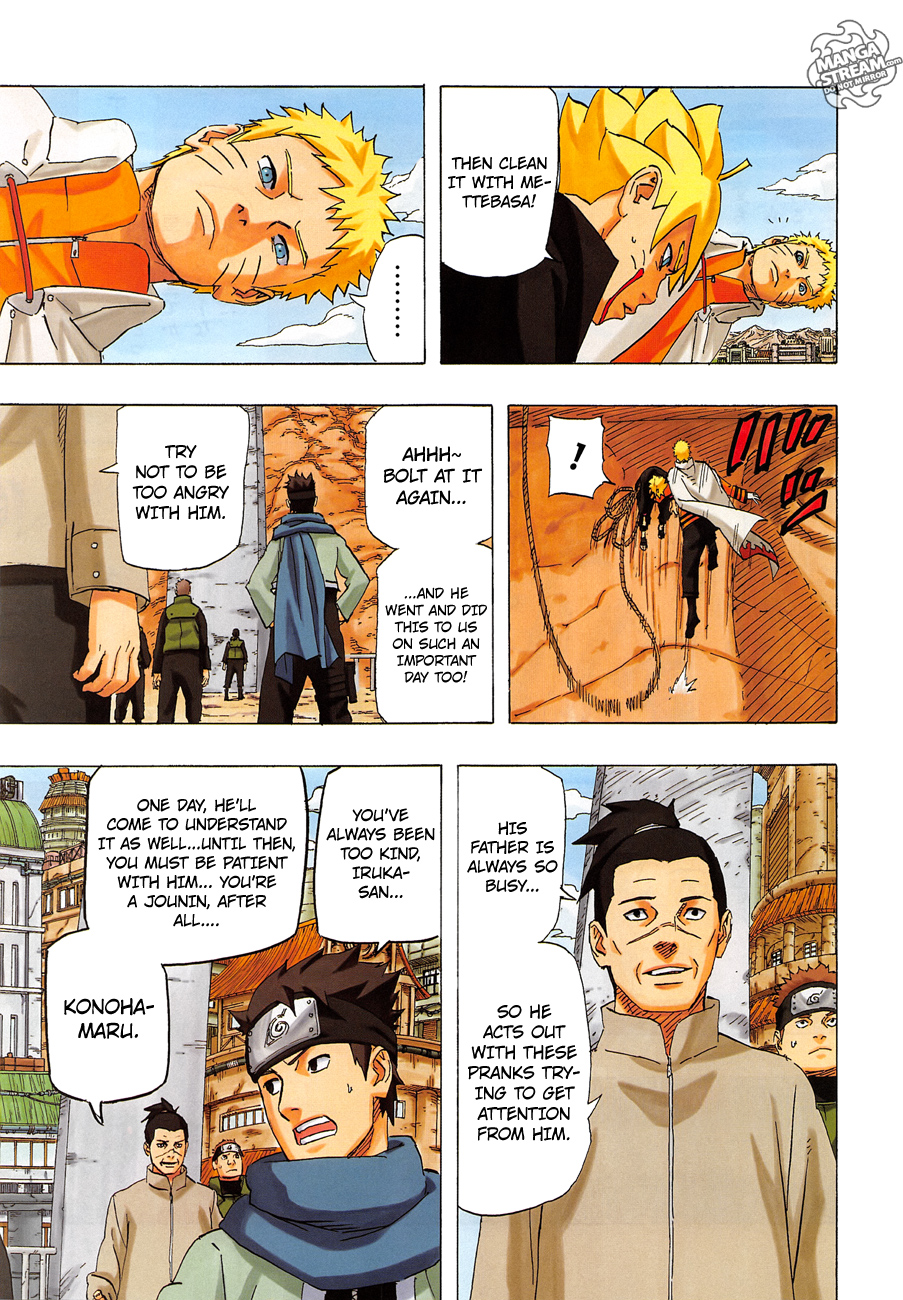 MANGA
STREAM.com
DO NOT MIRROR
THEN CLEAN
IT WITH ME-
TTEBASA!
.........
!
AHHH~
BOLT AT IT
AGAIN...
...AND HE
WENT AND DID
THIS TO US
ON SUCH AN
IMPORTANT
DAY TOO!
TRY
NOT TO BE
TOO ANGRY
WITH HIM.
HIS
FATHER IS
ALWAYS SO
BUSY...
SO HE
ACTS OUT
WITH THESE
PRANKS TRY-
ING TO GET
ATTENTION
FROM HIM.
YOU'VE
ALWAYS BEEN
TOO KIND,
IRUKA-
SAN...
ONE DAY, HE'LL
COME TO UNDERSTAND
IT AS WELL...UNTIL THEN,
YOU MUST BE PATIENT
WITH HIM... YOU'RE
A JOUNIN, AFTER
ALL....
KONOHA-
MARU.